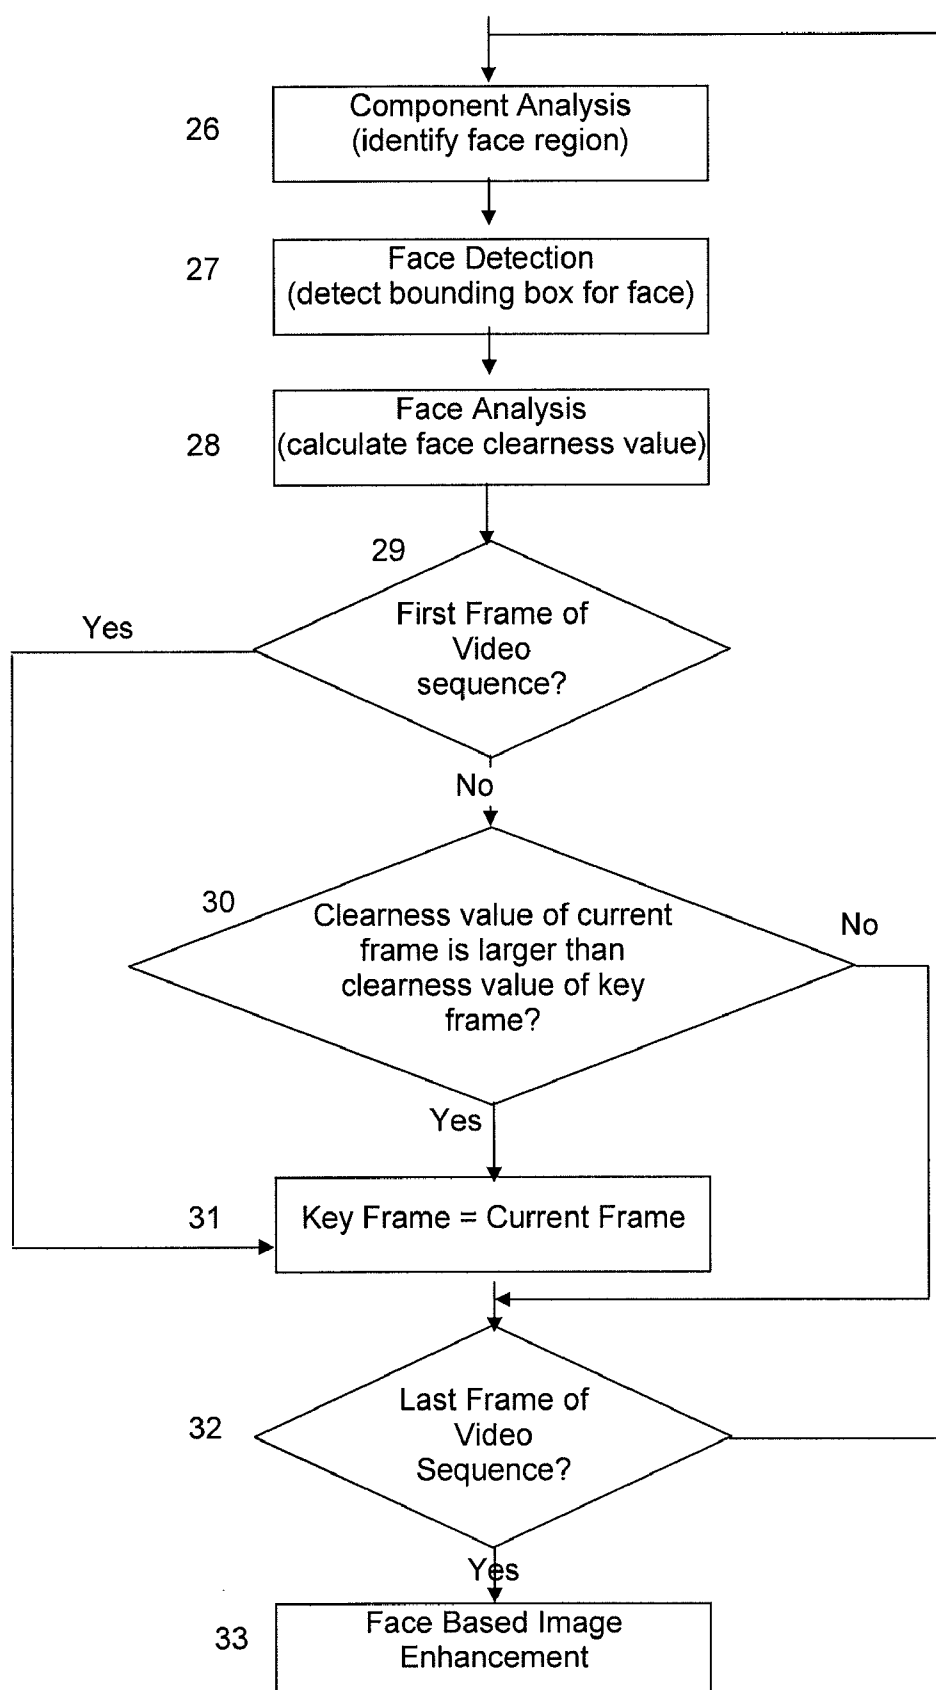 Component Analysis
26
(identify face region)
Face Detection
27
(detect bounding box for face)
Face Analysis
28
(calculate face clearness value)
29
First Frame of
Video
sequence?
Yes
No
30
Clearness value of current
frame is larger than
clearness value of key
frame?
No
Yes
31
Key Frame = Current Frame
Last Frame of
32
Video
Sequence?
Yes
Face Based Image
33
Enhancement